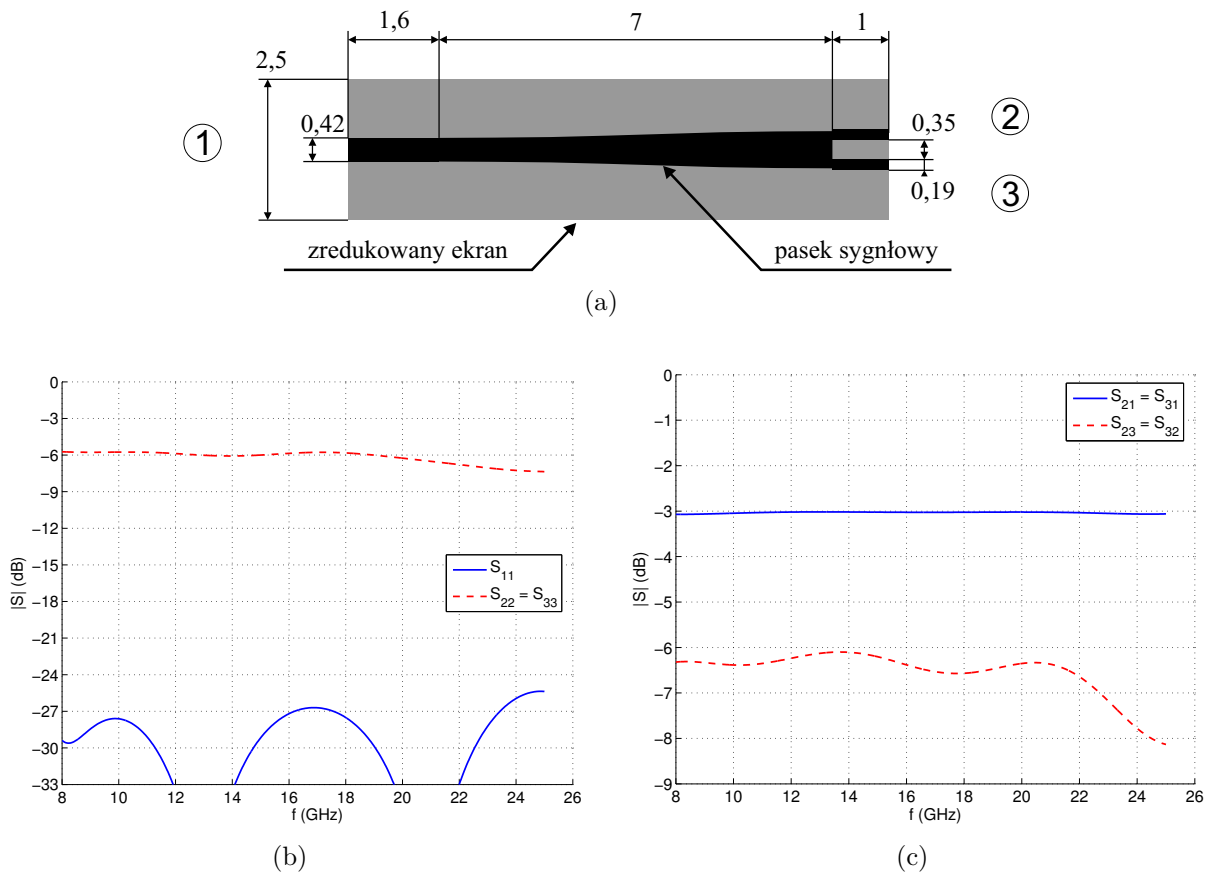 1,6 7 1
2,5
1 0,42 0,35 2
0,19 3
zredukowany ekran pasek sygnłowy
(a)
0
−3
−6
−9
−12
−15
−18
−21
−24
−27
−30
−33
|S| (dB)
S11
S22 = S33
8 10 12 14 16 18 20 22 24 26
f (GHz)
(b)
0
−1
−2
−3
−4
−5
−6
−7
−8
−9
|S| (dB)
S21 = S31
S23 = S32
8 10 12 14 16 18 20 22 24 26
f (GHz)
(c)